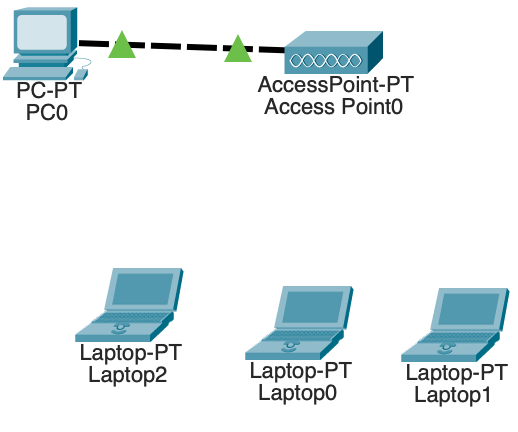 PC-PT
PC0
AccessPoint-PT
Access Point0
Laptop-PT
Laptop2
Laptop-PT
Laptop0
Laptop-PT
Laptop1